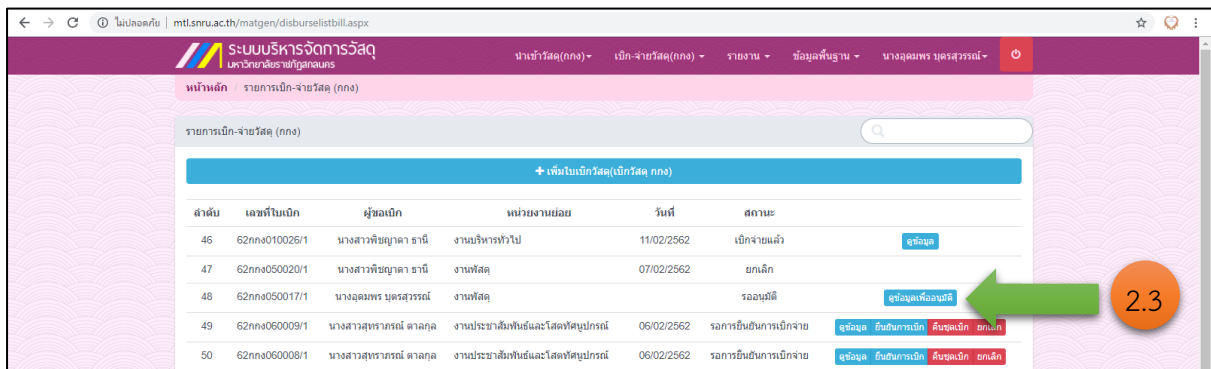 ไม่ปลอดภัย | mtl.snru.ac.th/matgen/disburselistbill.aspx
ระบบบริหารจัดการวัสดุ
มหาวิทยาลัยราชภัฏสกลนคร
นำเข้าวัสดุ(กกง) เบิก-จ่ายวัสดุ(กกง) รายงาน ข้อมูลพื้นฐาน นางอุดมพร บุตรสุวรรณ์
หน้าหลัก / รายการเบิก-จ่ายวัสดุ (กกง)
รายการเบิก-จ่ายวัสดุ (กกง)
+ เพิ่มใบเบิกวัสดุ(เบิกวัสดุ กกง)
ลำดับ เลขที่ใบเบิก ผู้ขอเบิก หน่วยงานย่อย วันที่ สถานะ
46 62กกง010026/1 นางสาวพิชญาดา ธานี งานบริหารทั่วไป 11/02/2562 เบิกจ่ายแล้ว ดูข้อมูล
47 62กกง050020/1 นางสาวพิชญาดา ธานี งานพัสดุ 07/02/2562 ยกเลิก
48 62กกง050017/1 นางอุดมพร บุตรสุวรรณ์ งานพัสดุ รออนุมัติ ดูข้อมูลเพื่ออนุมัติ 2.3
49 62กกง060009/1 นางสาวสุทราภรณ์ ตาลกุล งานประชาสัมพันธ์และโสตทัศนูปกรณ์ 06/02/2562 รอการยืนยันการเบิกจ่าย ดูข้อมูล ยืนยันการเบิก คืนชุดเบิก ยกเลิก
50 62กกง060008/1 นางสาวสุทราภรณ์ ตาลกุล งานประชาสัมพันธ์และโสตทัศนูปกรณ์ 06/02/2562 รอการยืนยันการเบิกจ่าย ดูข้อมูล ยืนยันการเบิก คืนชุดเบิก ยกเลิก